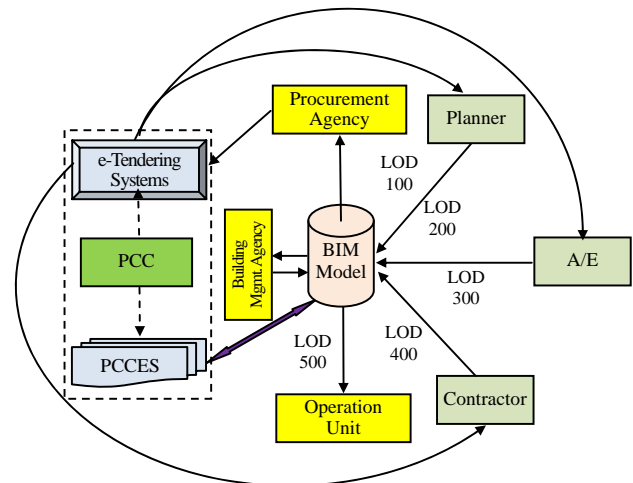 Procurement
Agency
Planner
e-Tendering
Systems
LOD
100
LOD
200
Building
Mgmt. Agency
BIM
Model
PCC
A/E
LOD
300
LOD
500
LOD
400
PCCES
Contractor
Operation
Unit